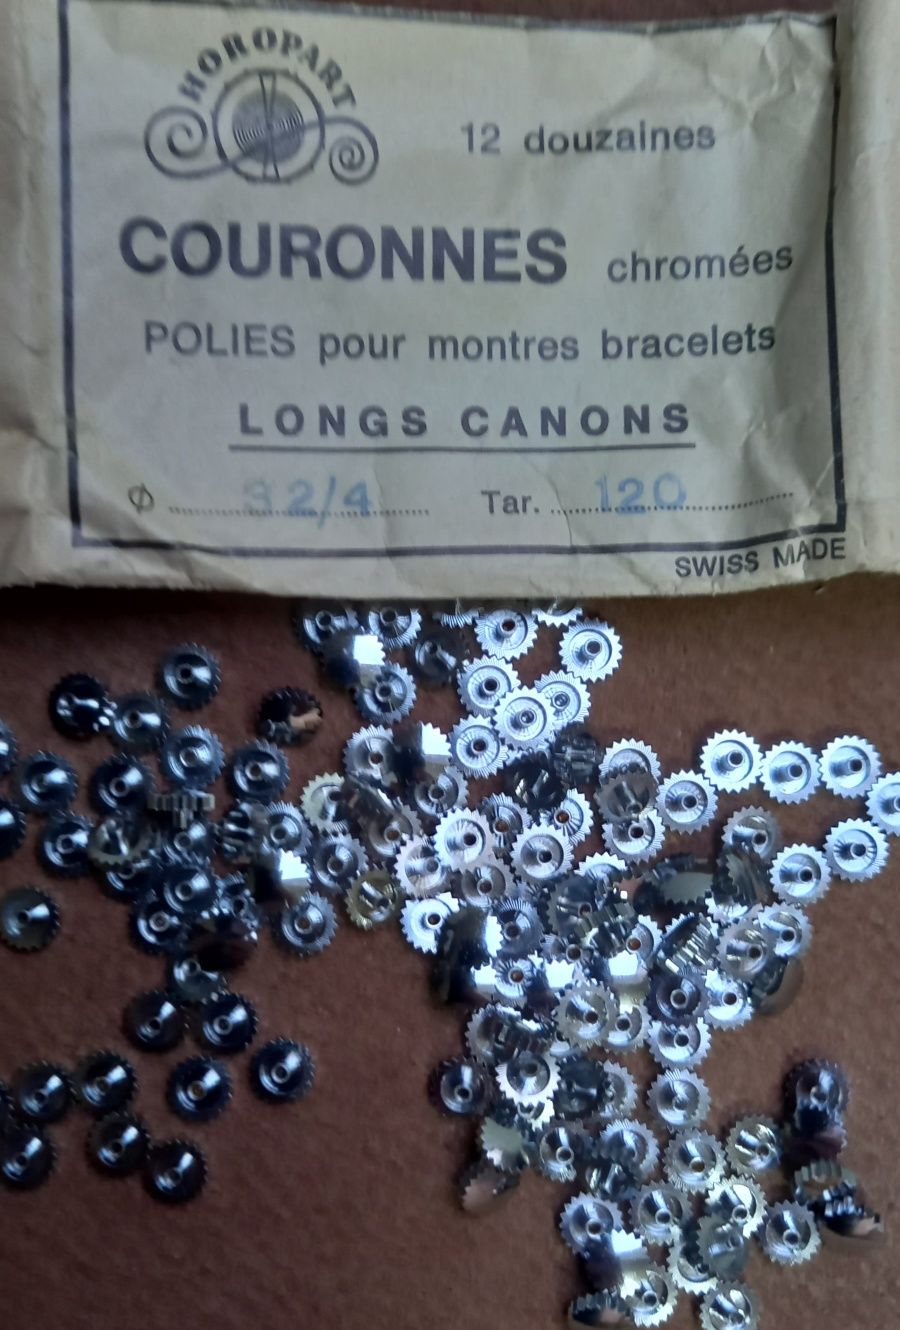 HOROPART
12 douzaines
COURONNES chromées
POLIES pour montres bracelets
LONGS CANONS
Ø 32/4 Tar. 120
SWISS MADE